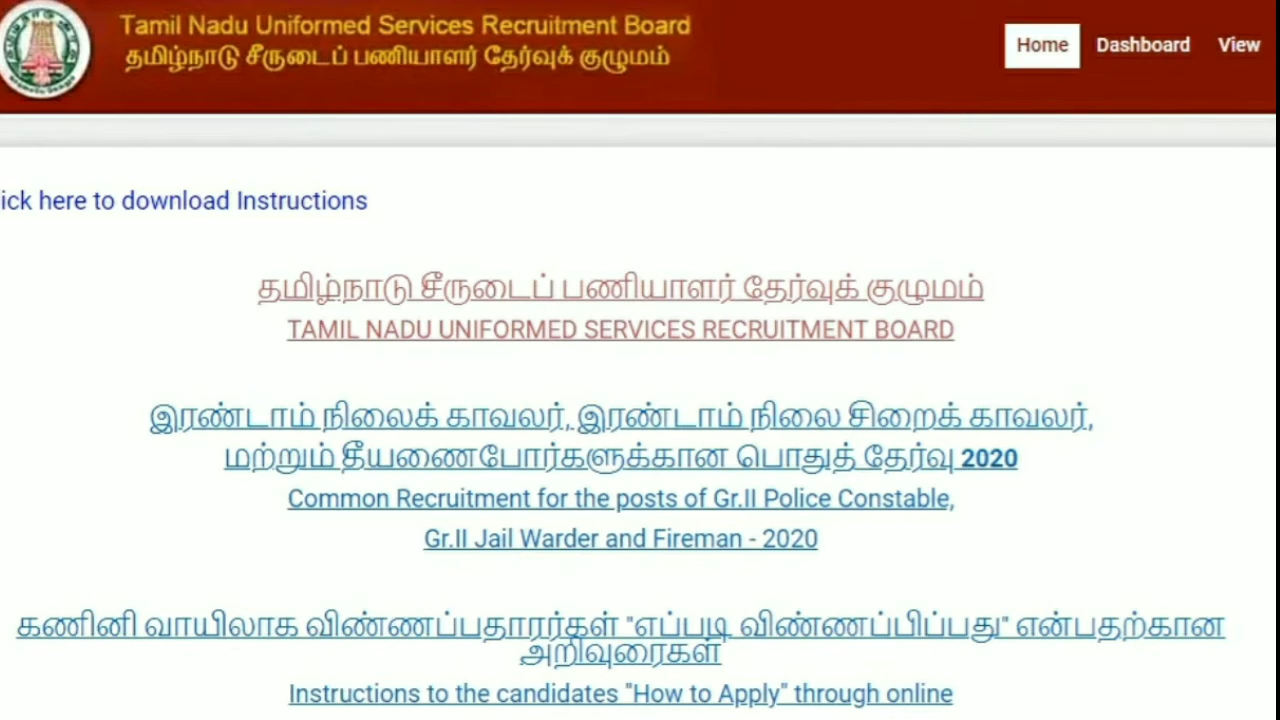 Tamil Nadu Uniformed Services Recruitment Board
தமிழ்நாடு சீருடைப் பணியாளர் தேர்வுக் குழுமம்
Home Dashboard View
ick here to download Instructions
தமிழ்நாடு சீருடைப் பணியாளர் தேர்வுக் குழுமம்
TAMIL NADU UNIFORMED SERVICES RECRUITMENT BOARD
இரண்டாம் நிலைக் காவலர், இரண்டாம் நிலை சிறைக் காவலர்,
மற்றும் தீயணைபோர்களுக்கான பொதுத் தேர்வு 2020
Common Recruitment for the posts of Gr.II Police Constable,
Gr.II Jail Warder and Fireman - 2020
கணினி வாயிலாக விண்ணப்பதாரர்கள் "எப்படி விண்ணப்பிப்பது" என்பதற்கான
அறிவுரைகள்
Instructions to the candidates "How to Apply" through online